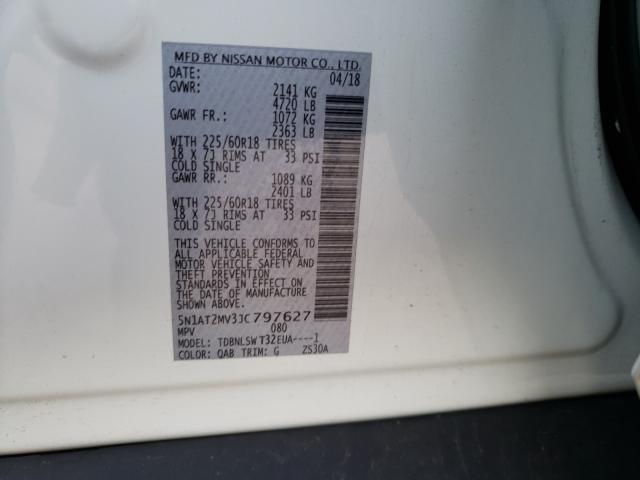 MFD BY NISSAN MOTOR CO., LTD.
DATE: 04/18
GVWR: 2141 KG
4720 LB
GAWR FR.: 1072 KG
2363 LB
WITH 225/60R18 TIRES
18 X 7J RIMS AT 33 PSI
COLD SINGLE
GAWR RR.: 1089 KG
2401 LB
WITH 225/60R18 TIRES
18 X 7J RIMS AT 33 PSI
COLD SINGLE
THIS VEHICLE CONFORMS TO
ALL APPLICABLE FEDERAL
MOTOR VEHICLE SAFETY AND
THEFT PREVENTION
STANDARDS IN EFFECT ON THE
DATE OF MANUFACTURE
SHOWN ABOVE.
5N1AT2MV3JC797627
MPV 080
MODEL: TDBNLSWT32EUA----1
COLOR: QAB TRIM: G ZS30A